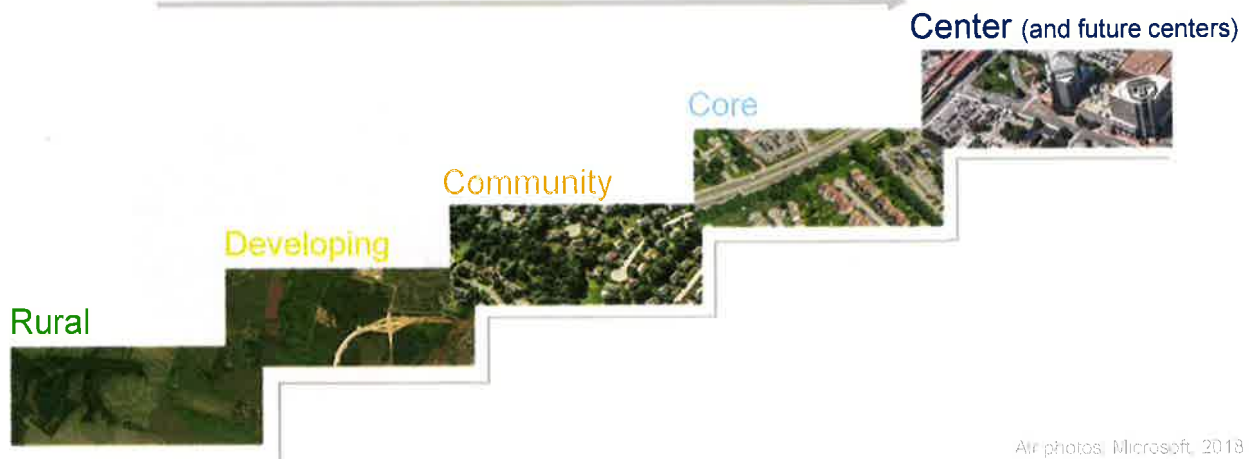 Center (and future centers)
Core
Community
Developing
Rural
Air photos, Microsoft, 2018